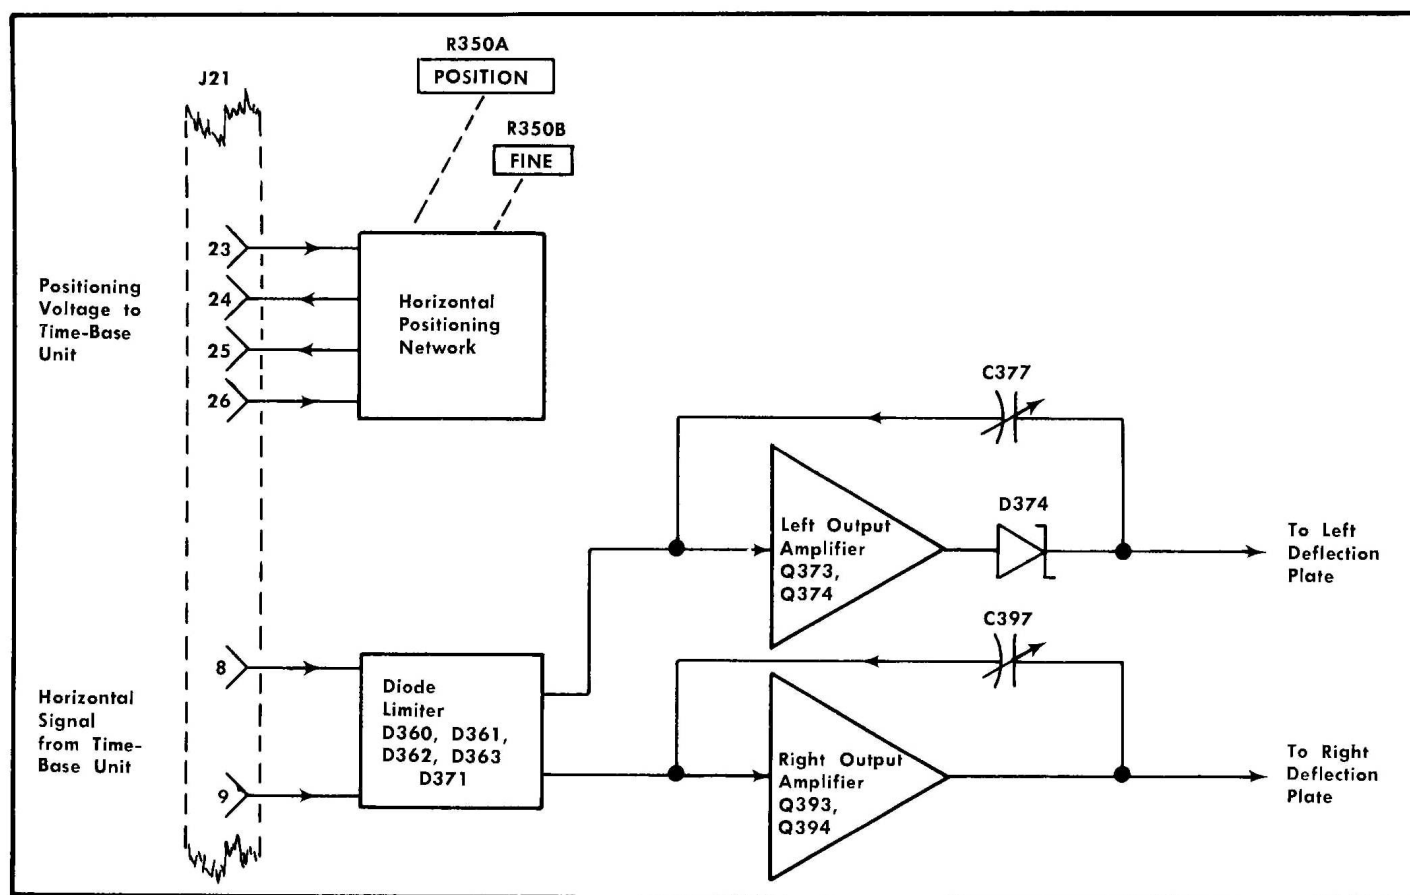 R350A
POSITION
J21
R350B
FINE
23
24
25
26
Positioning
Voltage to
Time-Base
Unit
Horizontal
Positioning
Network
C377
D374
Left Output
Amplifier
Q373,
Q374
To Left
Deflection
Plate
C397
8
9
Horizontal
Signal
from Time-
Base Unit
Diode
Limiter
D360, D361,
D362, D363
D371
Right Output
Amplifier
Q393,
Q394
To Right
Deflection
Plate